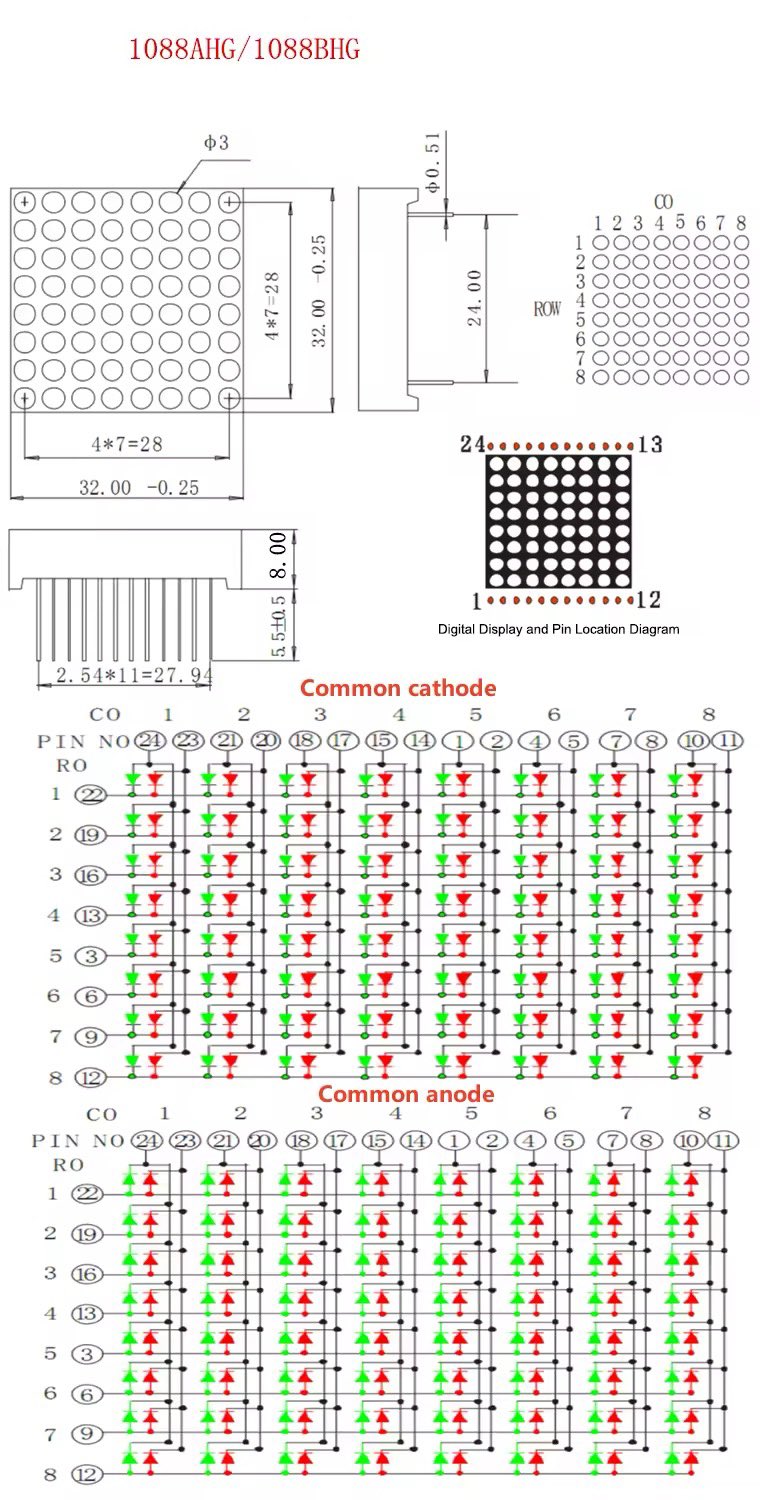 1088AHG/1088BHG
Φ3
Φ0.51
4*7=28
32.00 -0.25
24.00
CO
1 2 3 4 5 6 7 8
ROW
1
2
3
4
5
6
7
8
4*7=28
32.00 -0.25
24 13
1 12
Digital Display and Pin Location Diagram
8.00
5.5±0.5
2.54*11=27.94
Common cathode
CO 1 2 3 4 5 6 7 8
PIN NO 24 23 21 20 18 17 15 14 1 2 4 5 7 8 10 11
RO
1 22
2 19
3 16
4 13
5 3
6 6
7 9
8 12
Common anode
CO 1 2 3 4 5 6 7 8
PIN NO 24 23 21 20 18 17 15 14 1 2 4 5 7 8 10 11
RO
1 22
2 19
3 16
4 13
5 3
6 6
7 9
8 12